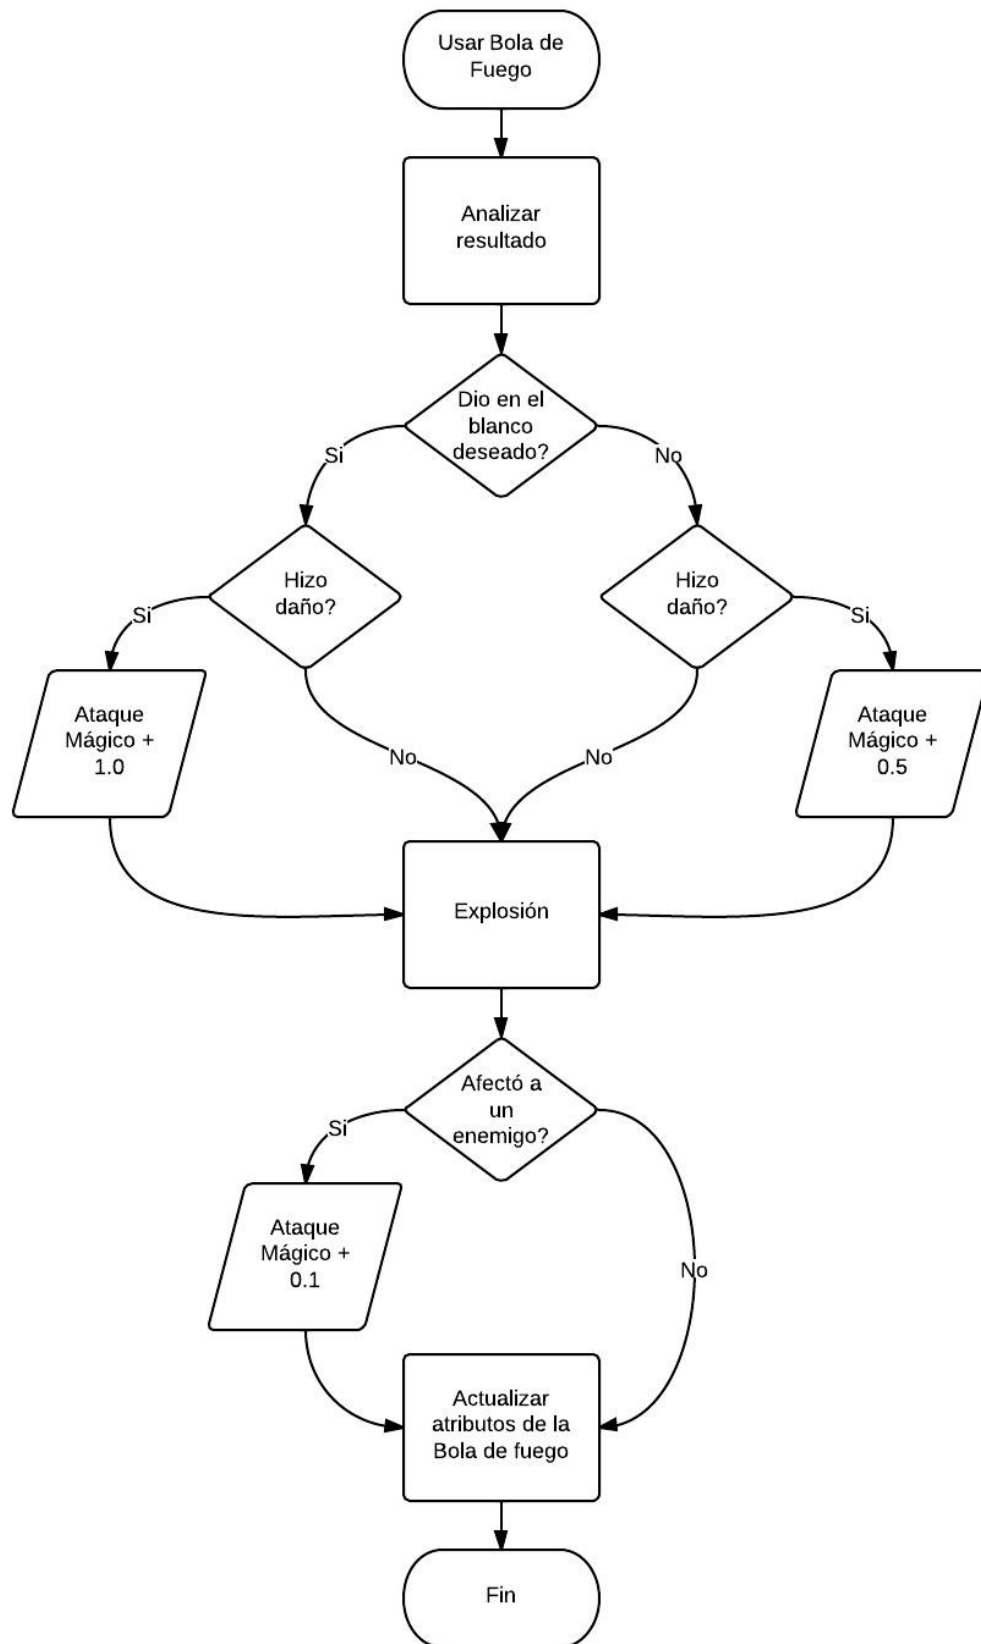 Usar Bola de
Fuego
Analizar
resultado
Dio en el
blanco
deseado?
Si
No
Hizo
daño?
Hizo
daño?
Si
Si
Ataque
Mágico +
1.0
Ataque
Mágico +
0.5
No
No
Explosión
Afectó a
un
enemigo?
Si
No
Ataque
Mágico +
0.1
Actualizar
atributos de la
Bola de fuego
Fin